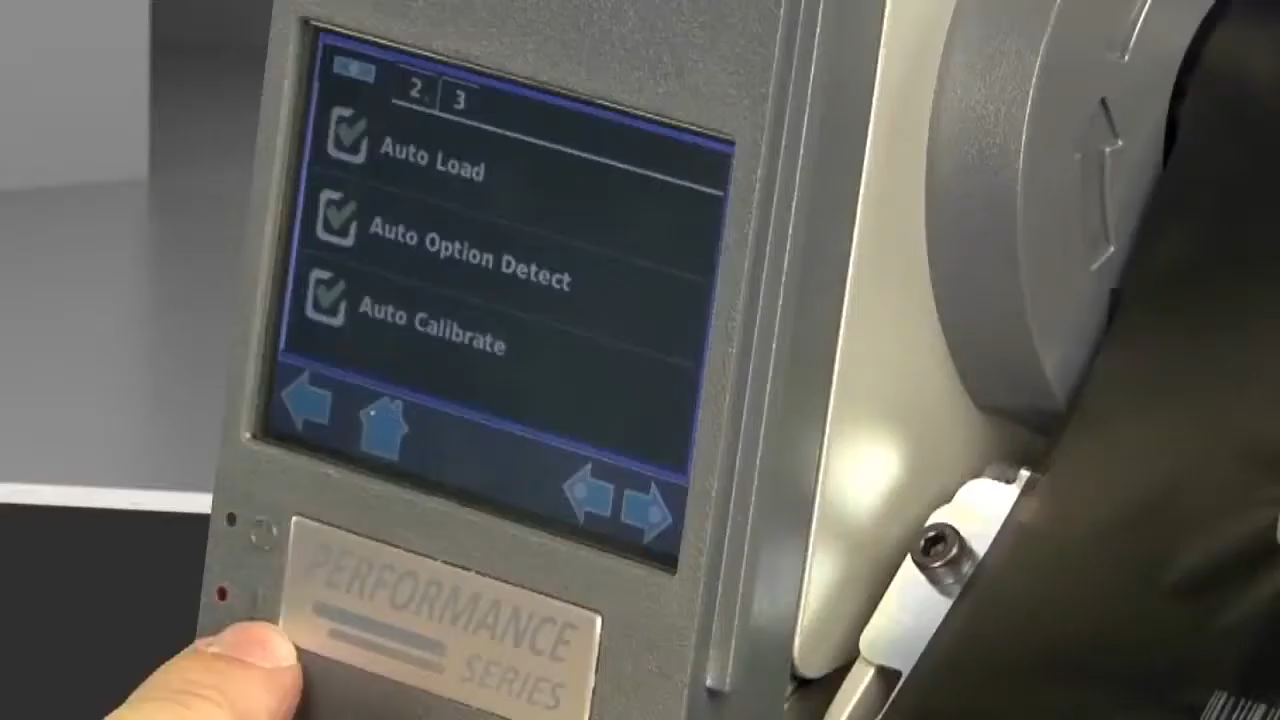 2. 3
Auto Load
Auto Option Detect
Auto Calibrate
PERFORMANCE
SERIES